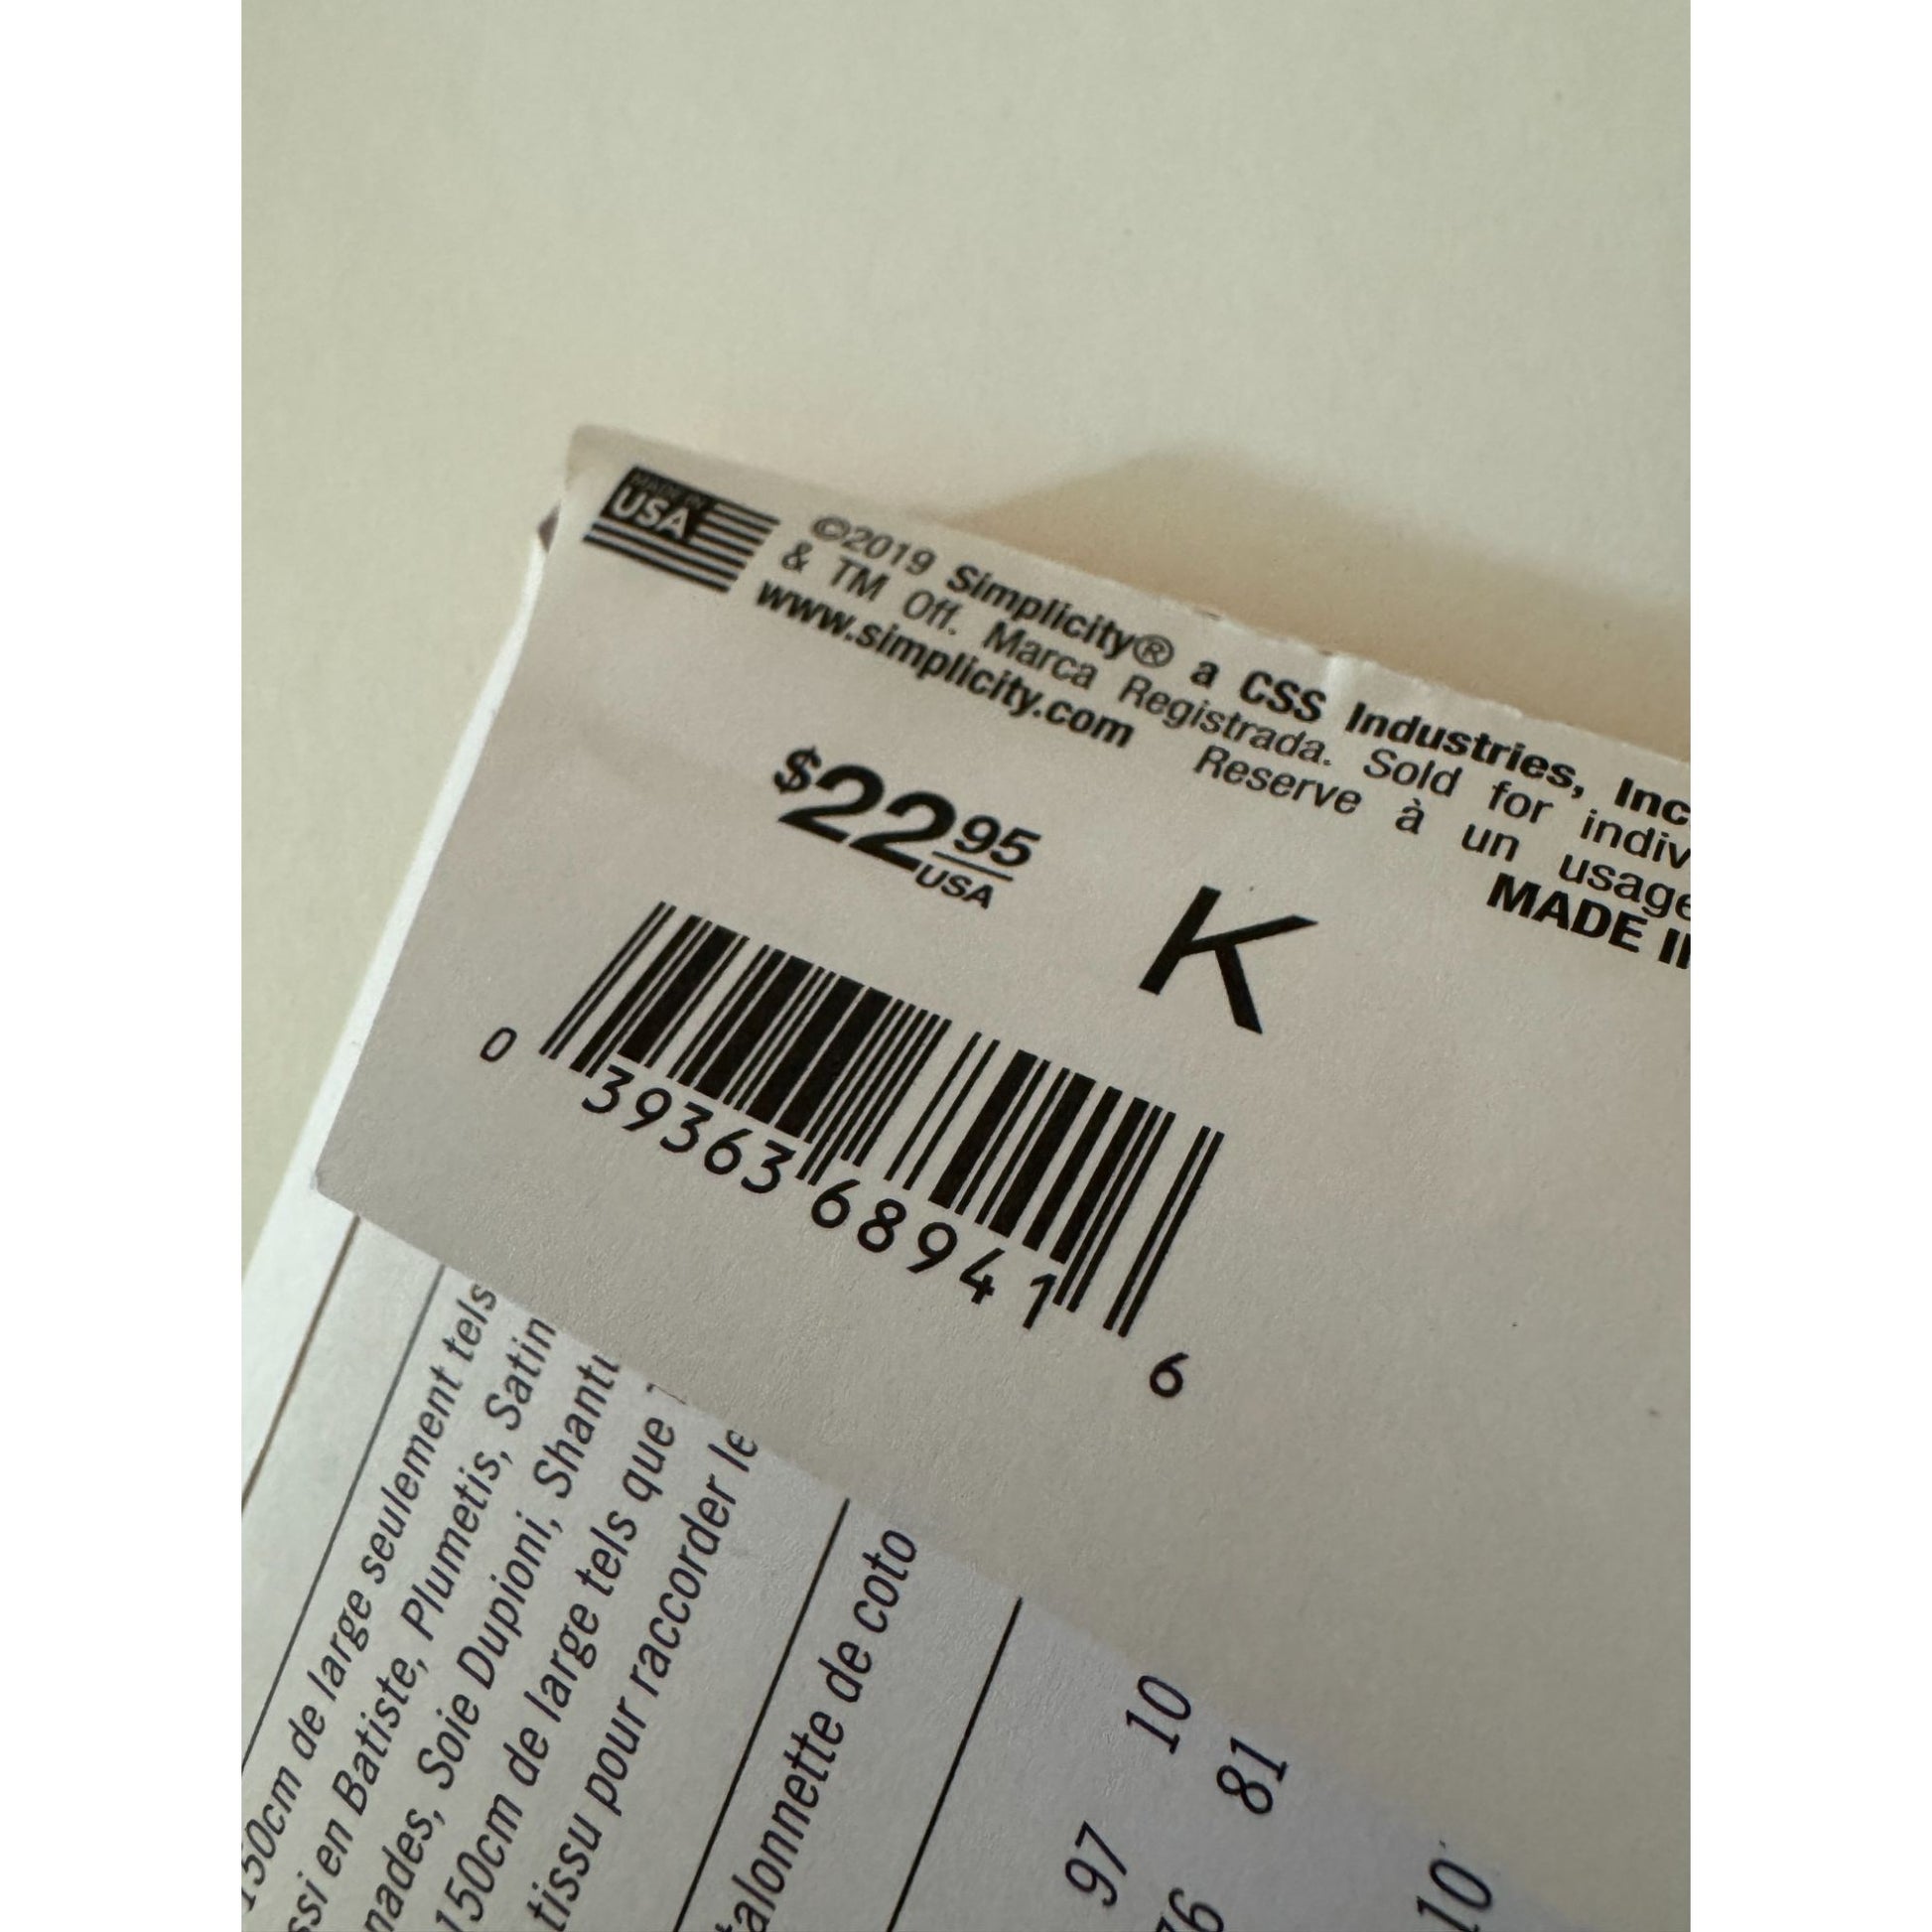 MADE IN
USA
©2019 Simplicity® a CSS Industries, Inc
& TM Off. Marca Registrada. Sold for indiv
www.simplicity.com Reserve à un usage
MADE I
$22 95
USA
K
0 39363 68941 6
150cm de large seulement tels
ssi en Batiste, Plumetis, Satin
nades, Soie Dupioni, Shantu
150cm de large tels que
tissu pour raccorder le
alonnette de coto
10
97 81
76 10